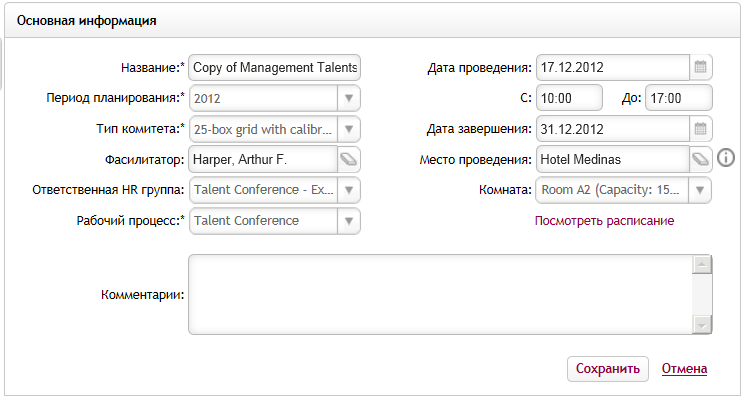 Основная информация
Название:* Copy of Management Talents
Дата проведения: 17.12.2012
Период планирования:* 2012
С: 10:00 До: 17:00
Тип комитета:* 25-box grid with calibr...
Дата завершения: 31.12.2012
Фасилитатор: Harper, Arthur F.
Место проведения: Hotel Medinas
Ответственная HR группа: Talent Conference - Ex...
Комната: Room A2 (Capacity: 15...
Рабочий процесс:* Talent Conference
Посмотреть расписание
Комментарии:
Сохранить Отмена